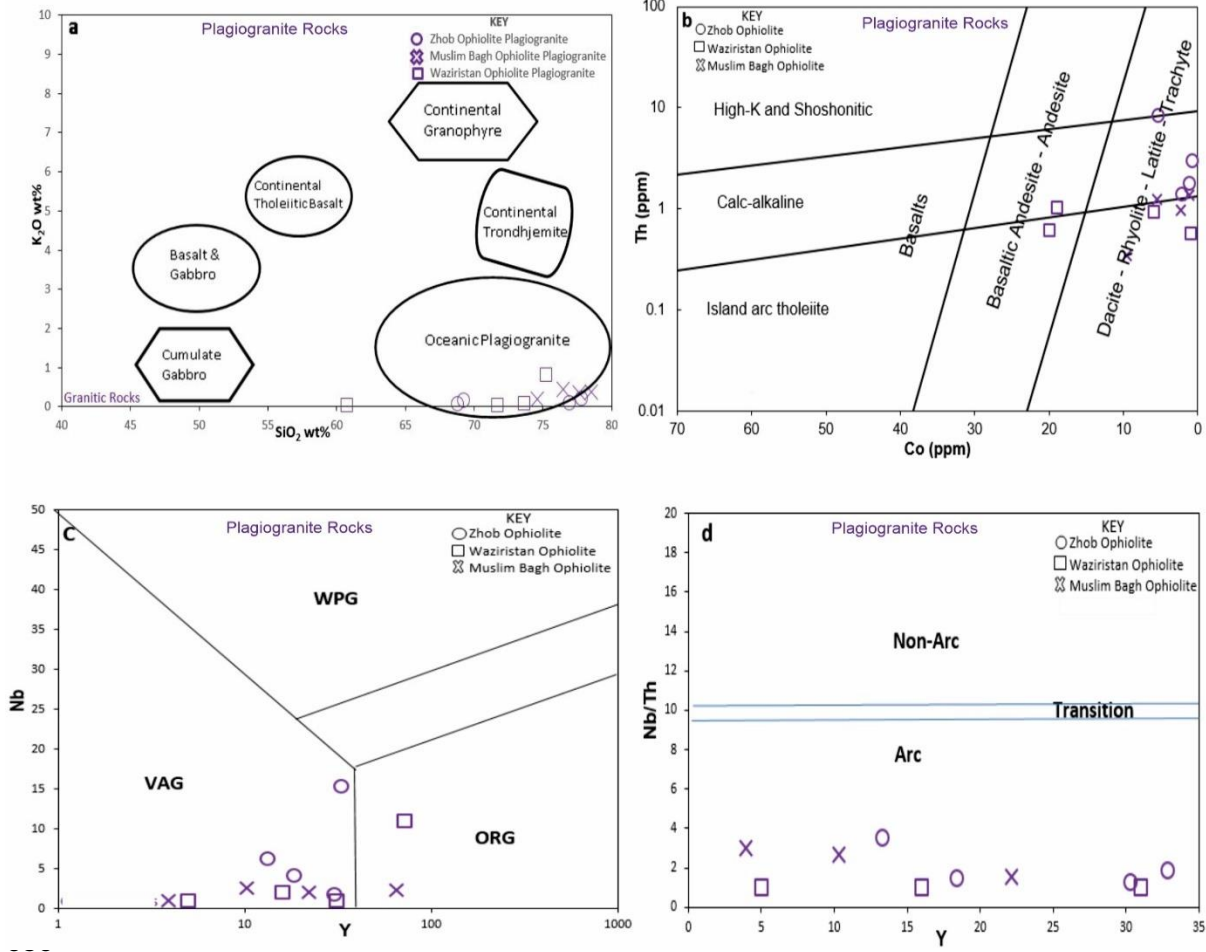 a
Plagiogranite Rocks
KEY
Zhob Ophiolite Plagiogranite
Muslim Bagh Ophiolite Plagiogranite
Waziristan Ophiolite Plagiogranite
10
9
8
7
6
5
4
3
2
1
0
K2O wt%
Continental
Granophyre
Continental
Tholeiitic Basalt
Continental
Trondhjemite
Basalt &
Gabbro
Oceanic Plagiogranite
Cumulate
Gabbro
Granitic Rocks
40 45 50 55 60 65 70 75 80
SiO2 wt%
b
Plagiogranite Rocks
KEY
Zhob Ophiolite
Waziristan Ophiolite
Muslim Bagh Ophiolite
100
10
1
0.1
0.01
Th (ppm)
High-K and Shoshonitic
Calc-alkaline
Island arc tholeiite
Basalts
Basaltic Andesite - Andesite
Dacite - Rhyolite - Latite - Trachyte
70 60 50 40 30 20 10 0
Co (ppm)
C
Plagiogranite Rocks
KEY
Zhob Ophiolite
Waziristan Ophiolite
Muslim Bagh Ophiolite
50
45
40
35
30
25
20
15
10
5
0
Nb
WPG
VAG
ORG
1 10 100 1000
Y
d
Plagiogranite Rocks
KEY
Zhob Ophiolite
Waziristan Ophiolite
Muslim Bagh Ophiolite
20
18
16
14
12
10
8
6
4
2
0
Nb/Th
Non-Arc
Transition
Arc
0 5 10 15 20 25 30 35
Y